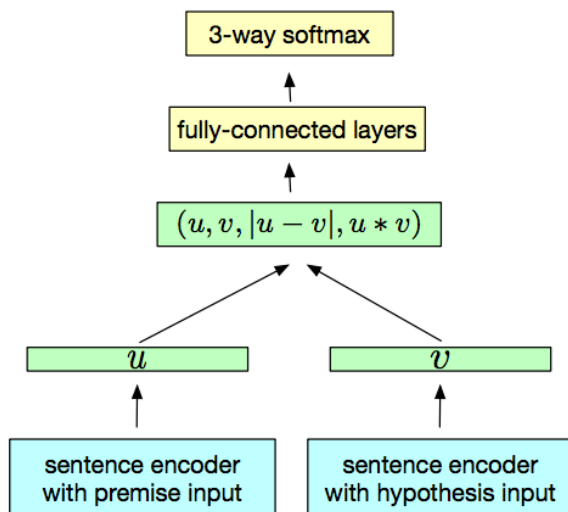 3-way softmax
fully-connected layers
(u, v, |u − v|, u ∗ v)
u
v
sentence encoder
with premise input
sentence encoder
with hypothesis input